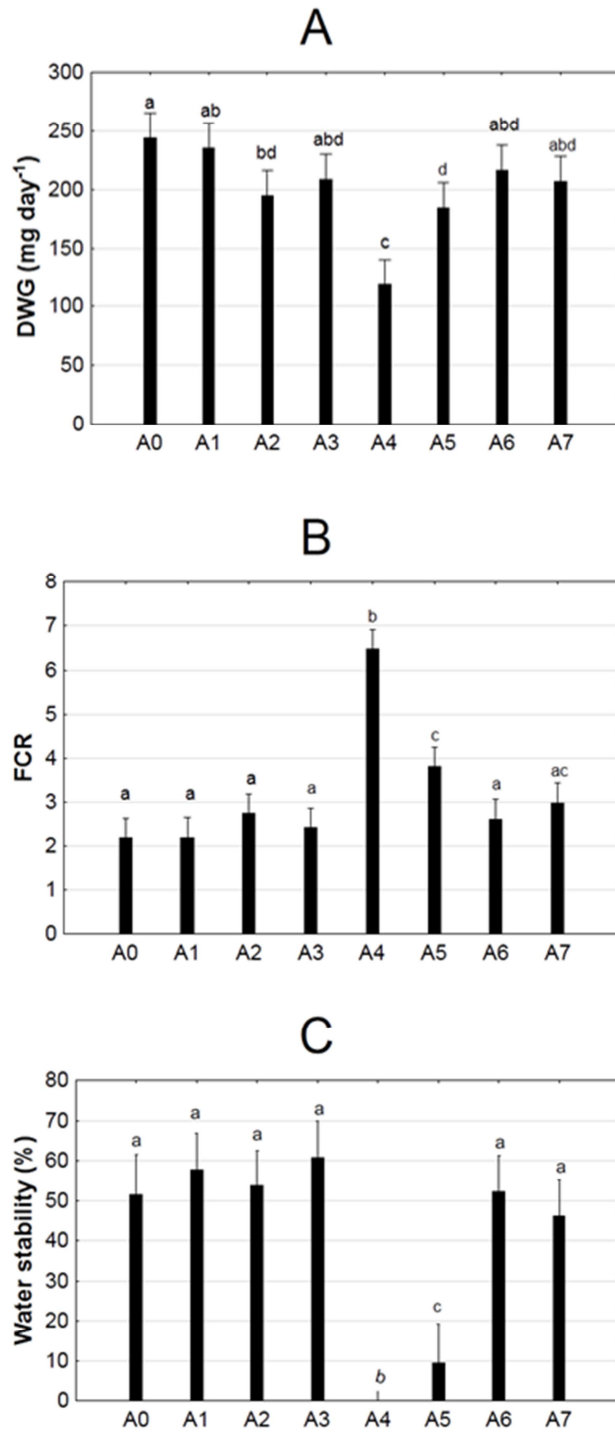 A
DWG (mg day⁻¹)
300
250
200
150
100
50
0
a
ab
bd
abd
c
d
abd
abd
A0 A1 A2 A3 A4 A5 A6 A7
B
FCR
8
7
6
5
4
3
2
1
0
a
a
a
a
b
c
a
ac
A0 A1 A2 A3 A4 A5 A6 A7
C
Water stability (%)
80
70
60
50
40
30
20
10
0
a
a
a
a
b
c
a
a
A0 A1 A2 A3 A4 A5 A6 A7